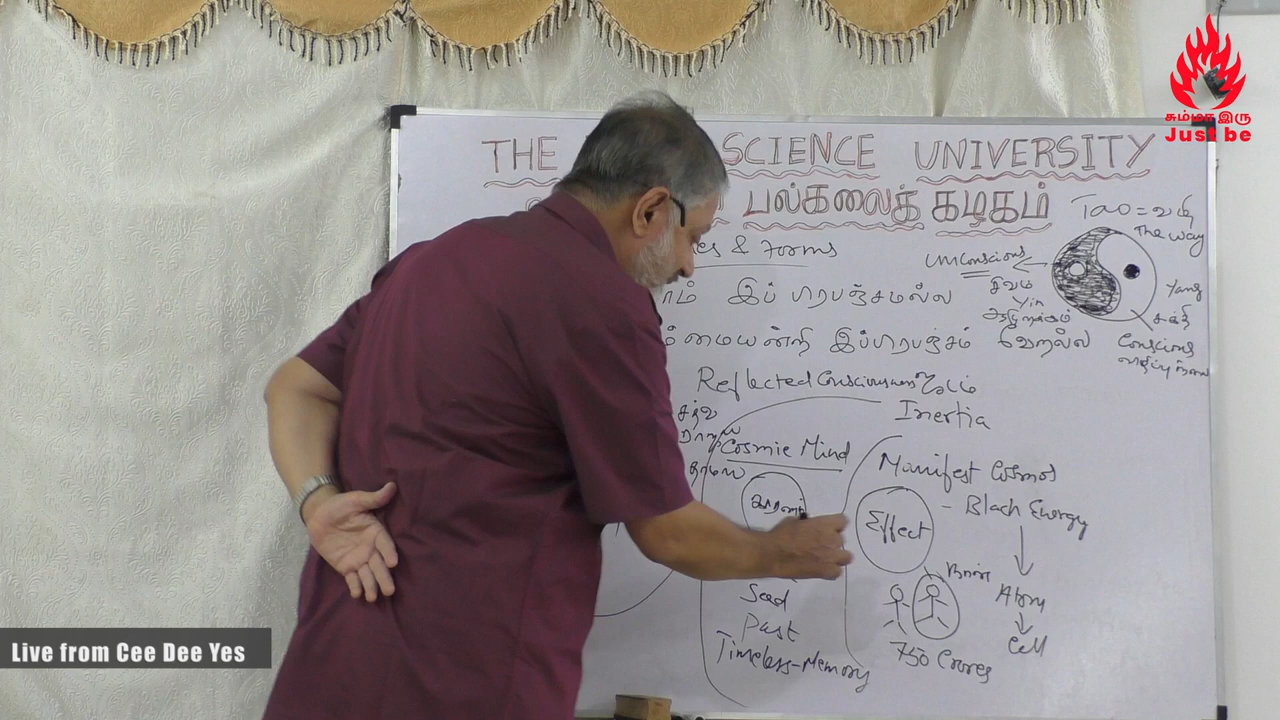 சும்மா இரு
Just be
THE SCIENCE UNIVERSITY
பல்கலைக் கழகம்
Tao = வழி
The way
es & Forms
Unconscious
சிவம்
Yin
Yang
சக்தி
Conscious
ம் இப் பிரபஞ்சமல்ல
மையன்றி இப்பிரபஞ்சம் வேறல்ல
Reflected Consciousness
Inertia
Cosmic Mind
Manifest Cosmos
- Black Energy
Effect
Brain
Atom
Cell
Seed
Past
Timeless-Memory
750 Crores
Live from Cee Dee Yes